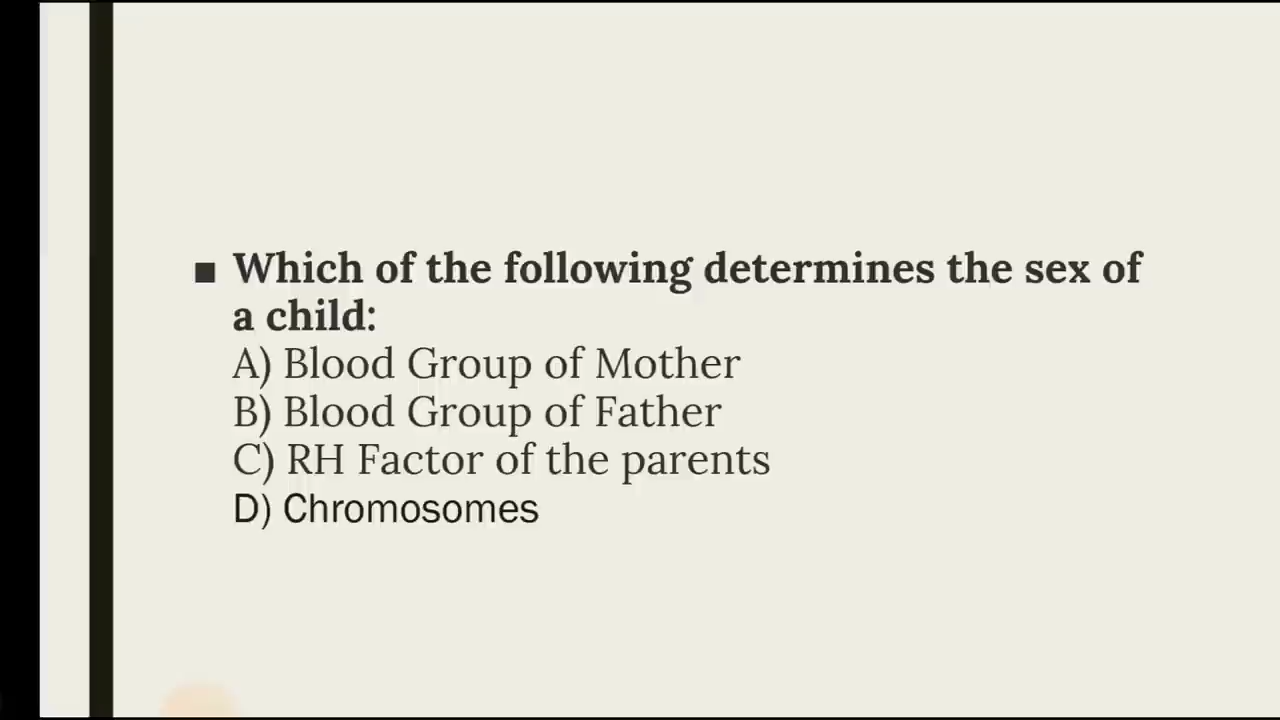 ■ Which of the following determines the sex of
a child:
A) Blood Group of Mother
B) Blood Group of Father
C) RH Factor of the parents
D) Chromosomes